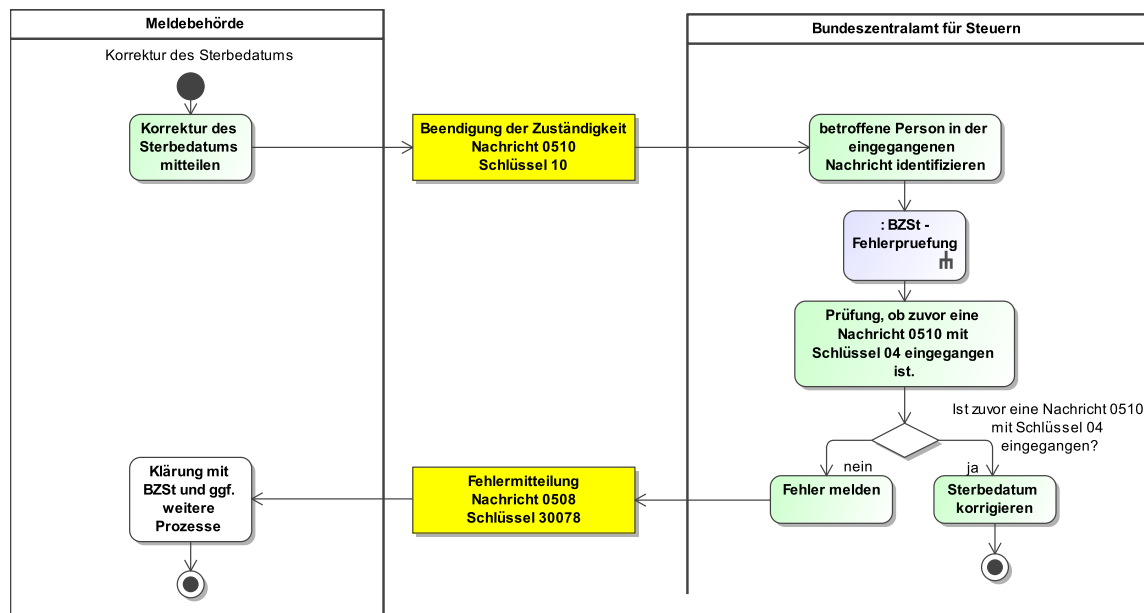 Meldebehörde
Bundeszentralamt für Steuern
Korrektur des Sterbedatums
Korrektur des
Sterbedatums
mitteilen
Beendigung der Zuständigkeit
Nachricht 0510
Schlüssel 10
betroffene Person in der
eingegangenen
Nachricht identifizieren
: BZSt -
Fehlerpruefung
Prüfung, ob zuvor eine
Nachricht 0510 mit
Schlüssel 04 eingegangen
ist.
Ist zuvor eine Nachricht 0510
mit Schlüssel 04
eingegangen?
nein
ja
Fehler melden
Sterbedatum
korrigieren
Fehlermitteilung
Nachricht 0508
Schlüssel 30078
Klärung mit
BZSt und ggf.
weitere
Prozesse